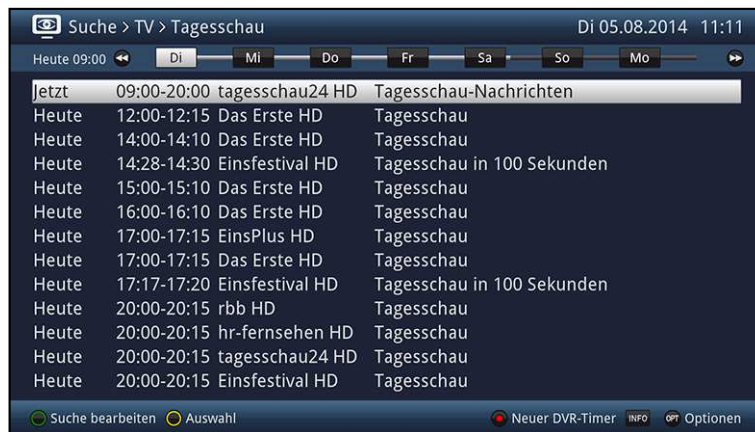 Suche > TV > Tagesschau Di 05.08.2014 11:11
Heute 09:00 Di Mi Do Fr Sa So Mo
Jetzt 09:00-20:00 tagesschau24 HD Tagesschau-Nachrichten
Heute 12:00-12:15 Das Erste HD Tagesschau
Heute 14:00-14:10 Das Erste HD Tagesschau
Heute 14:28-14:30 Einsfestival HD Tagesschau in 100 Sekunden
Heute 15:00-15:10 Das Erste HD Tagesschau
Heute 16:00-16:10 Das Erste HD Tagesschau
Heute 17:00-17:15 EinsPlus HD Tagesschau
Heute 17:00-17:15 Das Erste HD Tagesschau
Heute 17:17-17:20 Einsfestival HD Tagesschau in 100 Sekunden
Heute 20:00-20:15 rbb HD Tagesschau
Heute 20:00-20:15 hr-fernsehen HD Tagesschau
Heute 20:00-20:15 tagesschau24 HD Tagesschau
Heute 20:00-20:15 Einsfestival HD Tagesschau
Suche bearbeiten Auswahl Neuer DVR-Timer INFO OPT Optionen